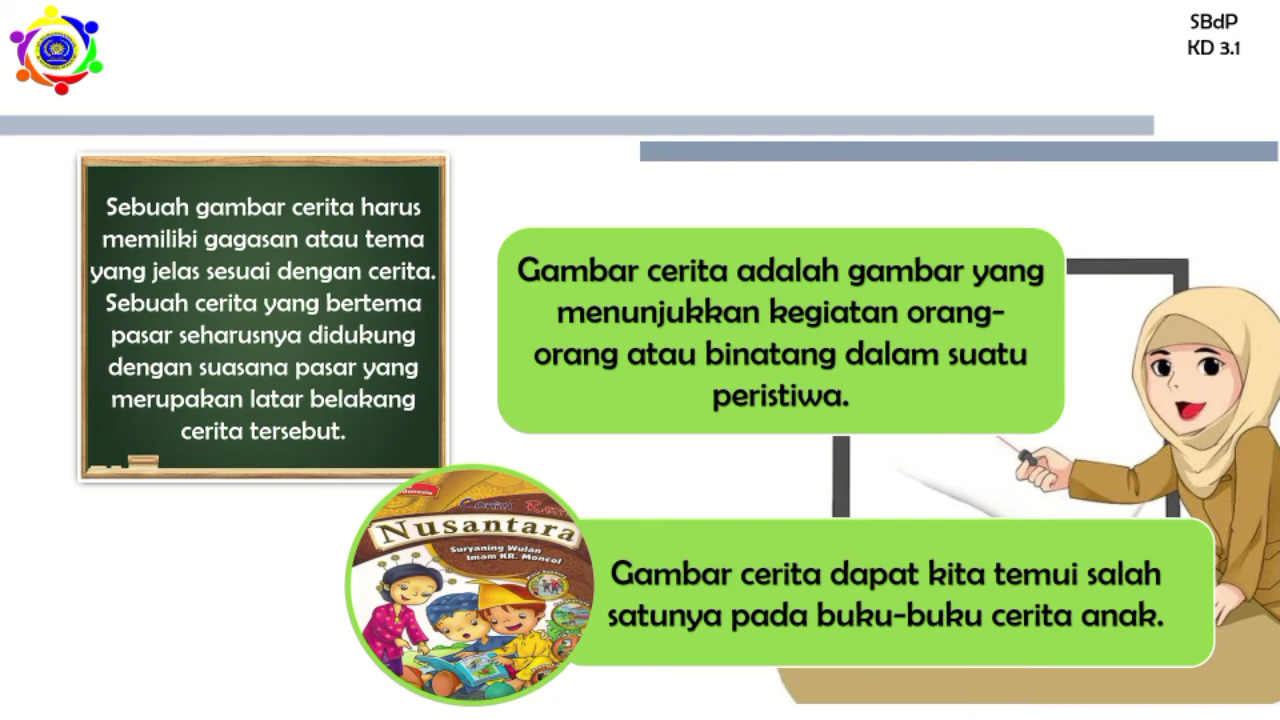 SBdP
KD 3.1
Sebuah gambar cerita harus
memiliki gagasan atau tema
yang jelas sesuai dengan cerita.
Sebuah cerita yang bertema
pasar seharusnya didukung
dengan suasana pasar yang
merupakan latar belakang
cerita tersebut.
Gambar cerita adalah gambar yang
menunjukkan kegiatan orang-
orang atau binatang dalam suatu
peristiwa.
Nusantara
Suryaning Wulan
Imam KR. Moncol
Gambar cerita dapat kita temui salah
satunya pada buku-buku cerita anak.